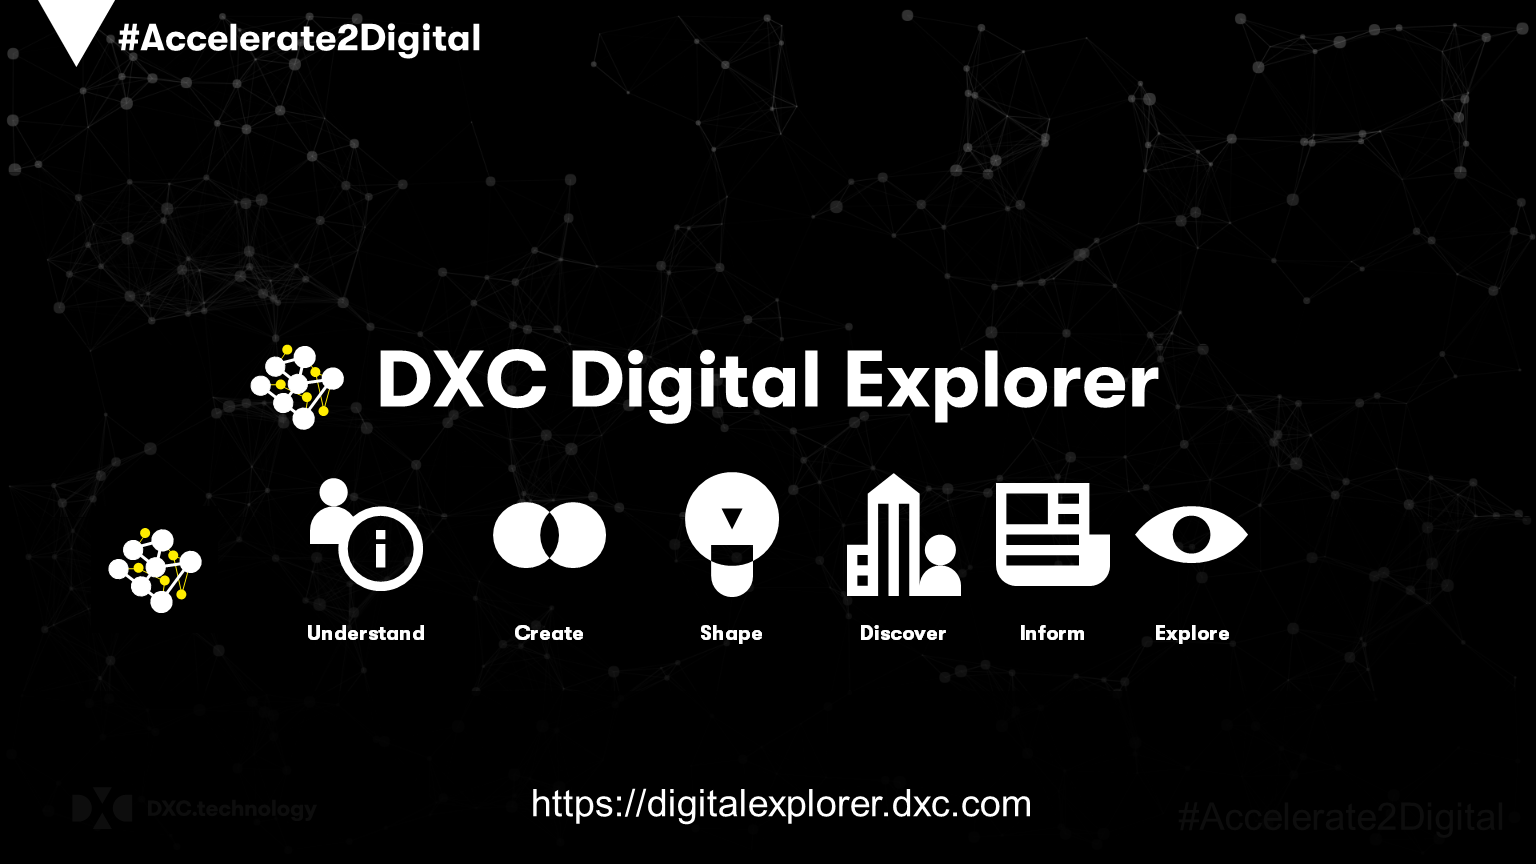 #Accelerate2Digital
DXC Digital Explorer
Understand
Create
Shape
Discover
Inform
Explore
https://digitalexplorer.dxc.com
DXC.technology
#Accelerate2Digital